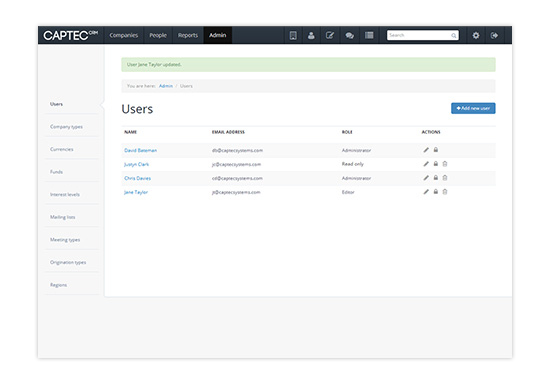 CAPTEC CRM Companies People Reports Admin Search
User Jane Taylor updated.
You are here: Admin / Users
Users
Company types
Currencies
Funds
Interest levels
Mailing lists
Meeting types
Origination types
Regions
Users
Add new user
NAME EMAIL ADDRESS ROLE ACTIONS
David Bateman db@captecsystems.com Administrator
Justyn Clark jc@captecsystems.com Read only
Chris Davies cd@captecsystems.com Administrator
Jane Taylor jt@captecsystems.com Editor